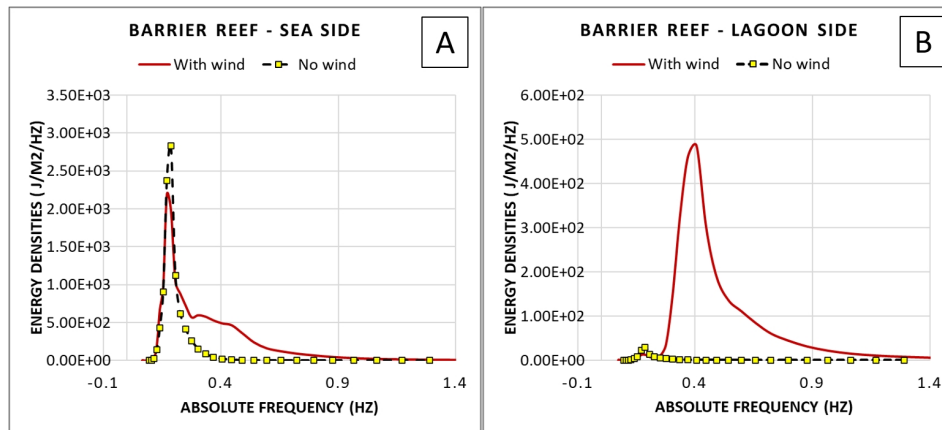 BARRIER REEF - SEA SIDE
A
With wind
No wind
3.50E+03
3.00E+03
2.50E+03
2.00E+03
1.50E+03
1.00E+03
5.00E+02
0.00E+00
-0.1
0.4
0.9
1.4
ENERGY DENSITIES ( J/M2/HZ)
ABSOLUTE FREQUENCY (HZ)
BARRIER REEF - LAGOON SIDE
B
With wind
No wind
6.00E+02
5.00E+02
4.00E+02
3.00E+02
2.00E+02
1.00E+02
0.00E+00
-0.1
0.4
0.9
1.4
ENERGY DENSITIES (J/M2/HZ)
ABSOLUTE FREQUENCY (HZ)